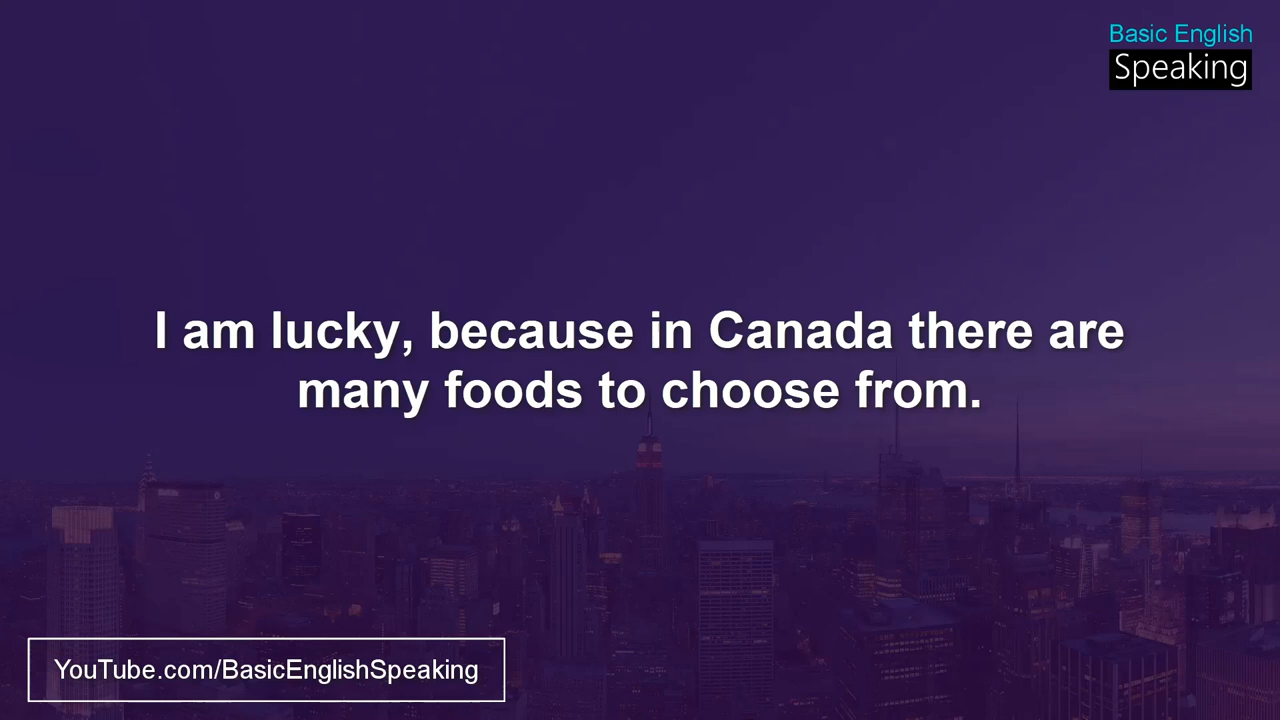 Basic English
Speaking
I am lucky, because in Canada there are
many foods to choose from.
YouTube.com/BasicEnglishSpeaking